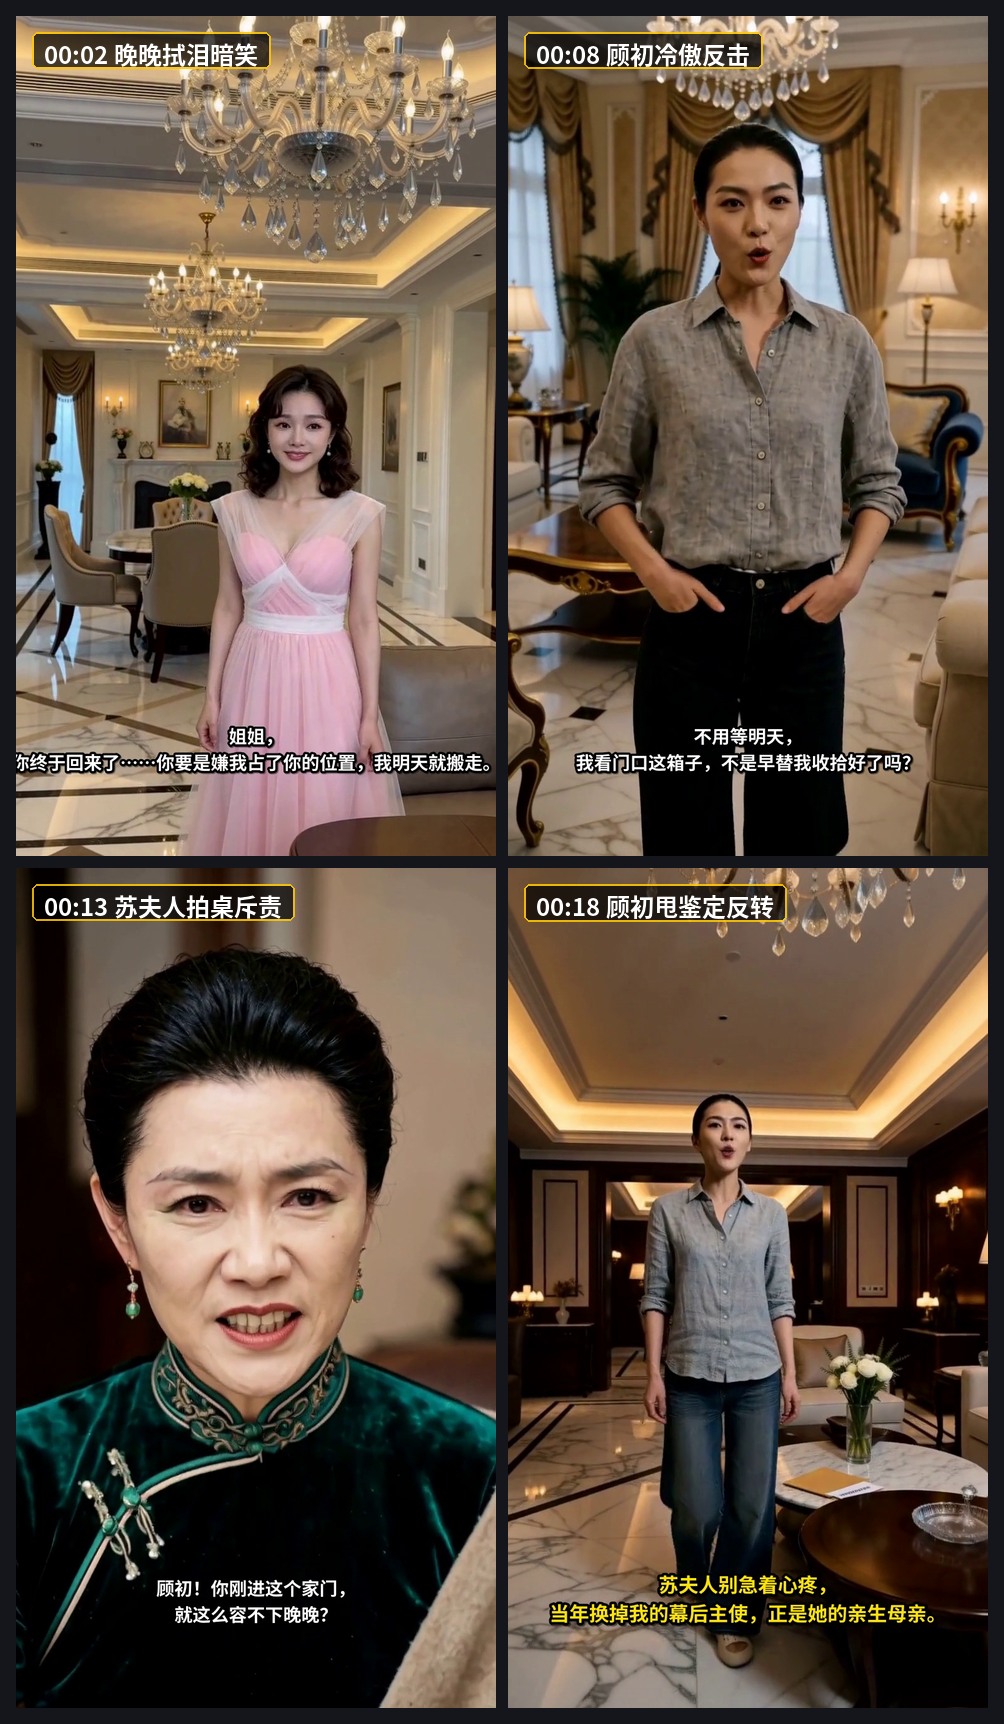 00:02 晚晚拭泪暗笑
姐姐，
你终于回来了……你要是嫌我占了你的位置，我明天就搬走。
00:08 顾初冷傲反击
不用等明天，
我看门口这箱子，不是早替我收拾好了吗？
00:13 苏夫人拍桌斥责
顾初！你刚进这个家门，
就这么容不下晚晚？
00:18 顾初甩鉴定反转
苏夫人别急着心疼，
当年换掉我的幕后主使，正是她的亲生母亲。